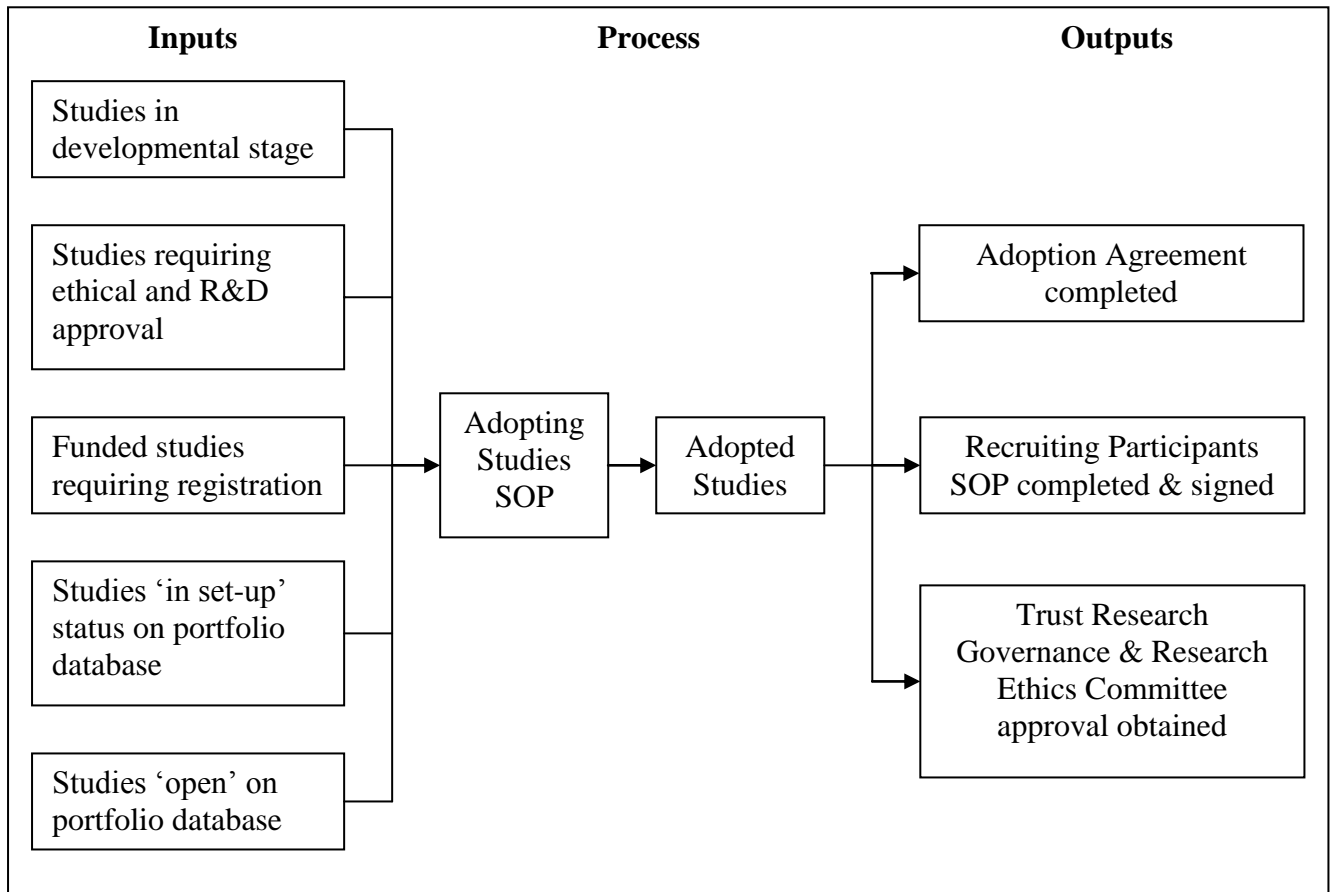 Inputs
Process
Outputs
Studies in
developmental stage
Studies requiring
ethical and R&D
approval
Funded studies
requiring registration
Studies ‘in set-up’
status on portfolio
database
Studies ‘open’ on
portfolio database
Adopting
Studies
SOP
Adopted
Studies
Adoption Agreement
completed
Recruiting Participants
SOP completed & signed
Trust Research
Governance & Research
Ethics Committee
approval obtained